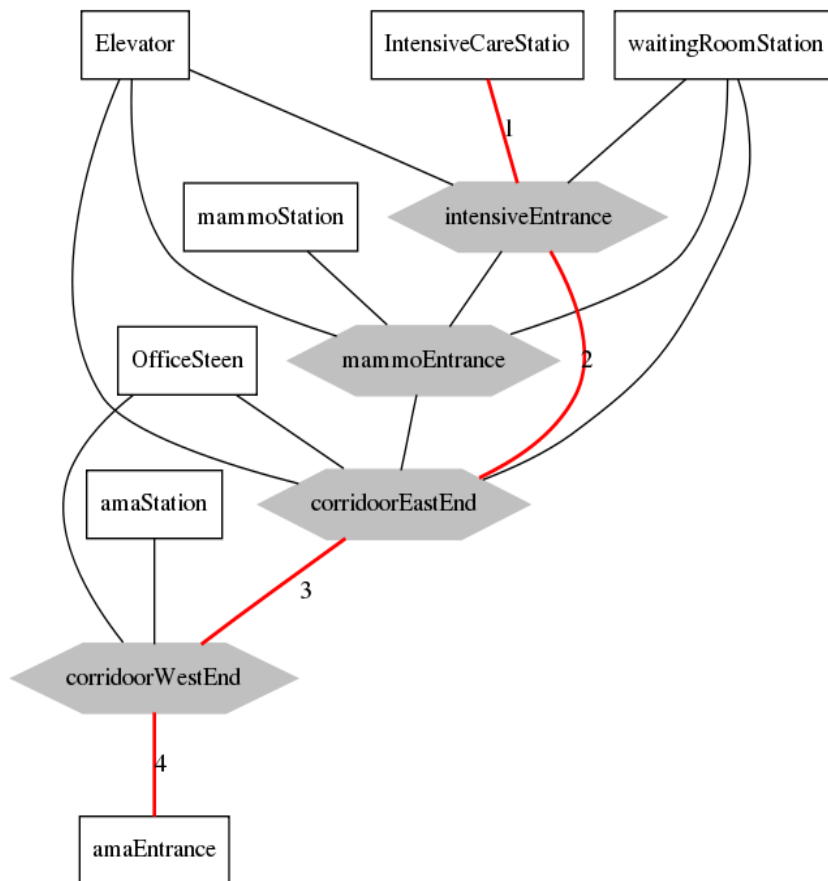 Elevator
IntensiveCareStatio
waitingRoomStation
1
mammoStation
intensiveEntrance
OfficeSteen
mammoEntrance
2
amaStation
corridoorEastEnd
3
corridoorWestEnd
4
amaEntrance